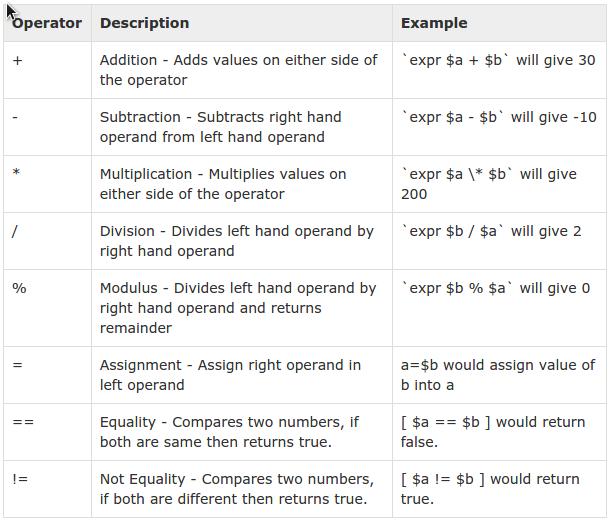 Operator Description Example
+ Addition - Adds values on either side of `expr $a + $b` will give 30
the operator
- Subtraction - Subtracts right hand `expr $a - $b` will give -10
operand from left hand operand
* Multiplication - Multiplies values on `expr $a \* $b` will give
either side of the operator 200
/ Division - Divides left hand operand by `expr $b / $a` will give 2
right hand operand
% Modulus - Divides left hand operand by `expr $b % $a` will give 0
right hand operand and returns
remainder
= Assignment - Assign right operand in a=$b would assign value of
left operand b into a
== Equality - Compares two numbers, if [ $a == $b ] would return
both are same then returns true. false.
!= Not Equality - Compares two numbers, [ $a != $b ] would return
if both are different then returns true. true.